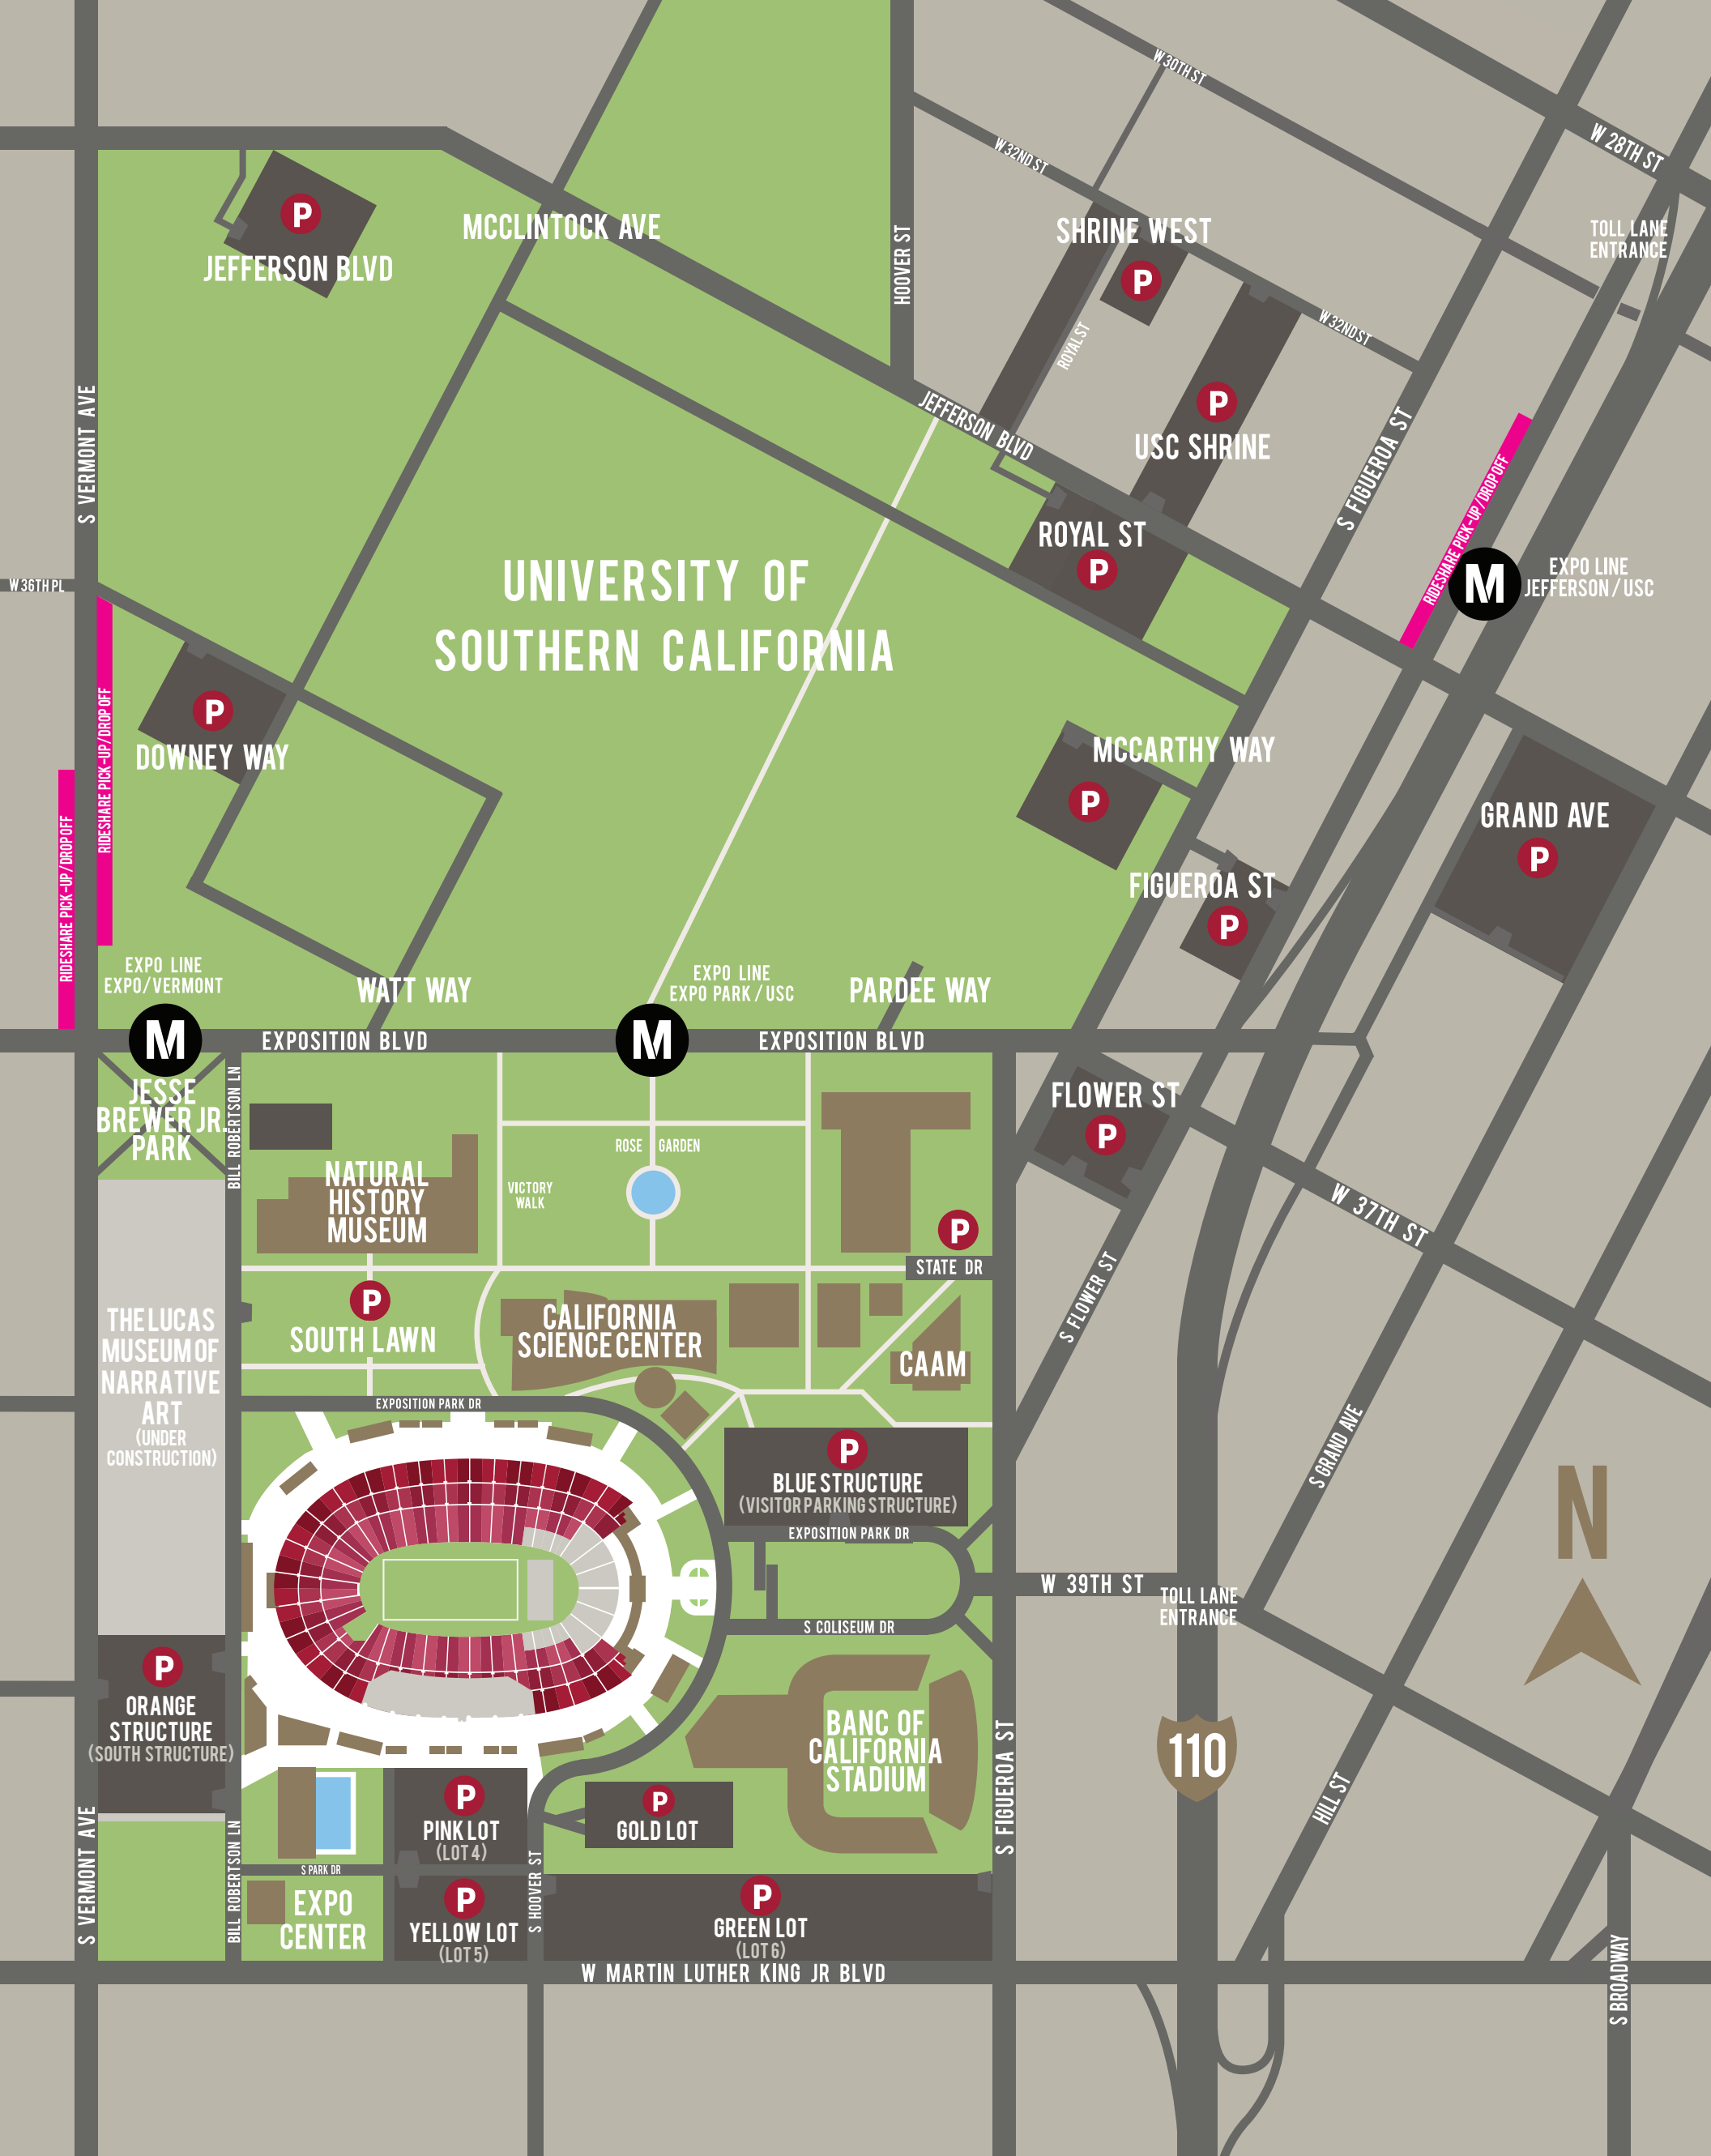 W 30TH ST
W 28TH ST
W 32ND ST
P
MCCLINTOCK AVE
SHRINE WEST
TOLL LANE
ENTRANCE
HOOVER ST
JEFFERSON BLVD
P
ROYAL ST
W 32ND ST
P
USC SHRINE
JEFFERSON BLVD
S FIGUEROA ST
S VERMONT AVE
RIDESHARE PICK-UP/DROP OFF
ROYAL ST
P
M
EXPO LINE
JEFFERSON / USC
W 36TH PL
UNIVERSITY OF
SOUTHERN CALIFORNIA
P
DOWNEY WAY
RIDESHARE PICK-UP/DROP OFF
RIDESHARE PICK-UP/DROP OFF
MCCARTHY WAY
P
GRAND AVE
P
FIGUEROA ST
P
EXPO LINE
EXPO/VERMONT
WATT WAY
EXPO LINE
EXPO PARK / USC
PARDEE WAY
M
EXPOSITION BLVD
M
EXPOSITION BLVD
JESSE
BREWER JR.
PARK
BILL ROBERTSON LN
FLOWER ST
P
ROSE GARDEN
NATURAL
HISTORY
MUSEUM
VICTORY
WALK
P
STATE DR
W 37TH ST
S FLOWER ST
P
SOUTH LAWN
CALIFORNIA
SCIENCE CENTER
CAAM
THE LUCAS
MUSEUM OF
NARRATIVE
ART
(UNDER
CONSTRUCTION)
EXPOSITION PARK DR
P
BLUE STRUCTURE
(VISITOR PARKING STRUCTURE)
EXPOSITION PARK DR
S GRAND AVE
N
W 39TH ST
TOLL LANE
ENTRANCE
S COLISEUM DR
P
ORANGE
STRUCTURE
(SOUTH STRUCTURE)
BANC OF
CALIFORNIA
STADIUM
S FIGUEROA ST
110
HILL ST
P
PINK LOT
(LOT 4)
P
GOLD LOT
S VERMONT AVE
BILL ROBERTSON LN
S PARK DR
S HOOVER ST
EXPO
CENTER
P
YELLOW LOT
(LOT 5)
P
GREEN LOT
(LOT 6)
W MARTIN LUTHER KING JR BLVD
S BROADWAY